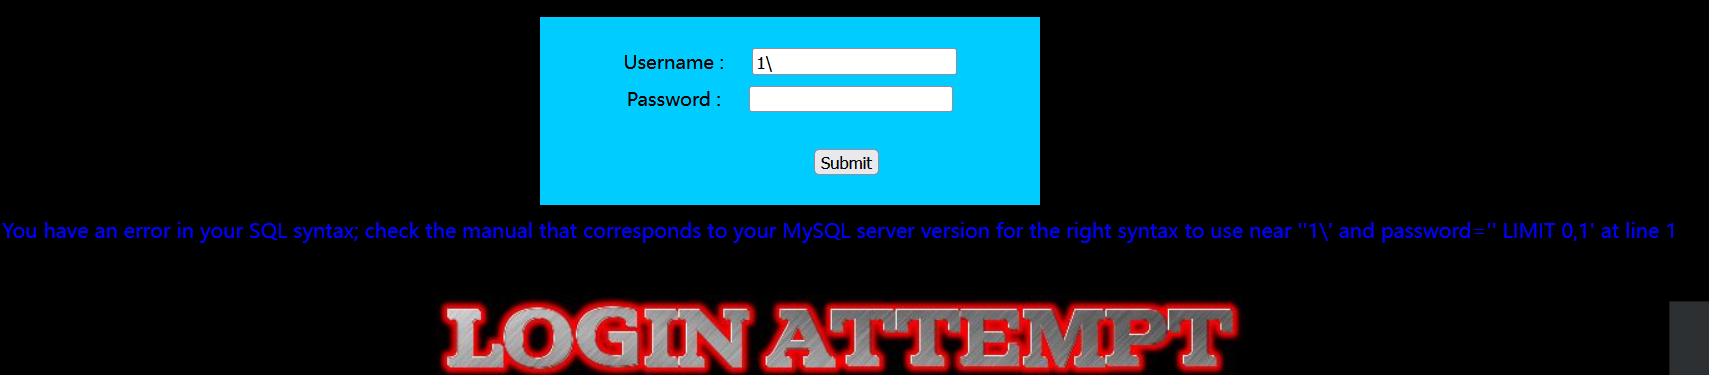 Username : 1\
Password :
Submit
You have an error in your SQL syntax; check the manual that corresponds to your MySQL server version for the right syntax to use near ''1\' and password='' LIMIT 0,1' at line 1
LOGIN ATTEMPT